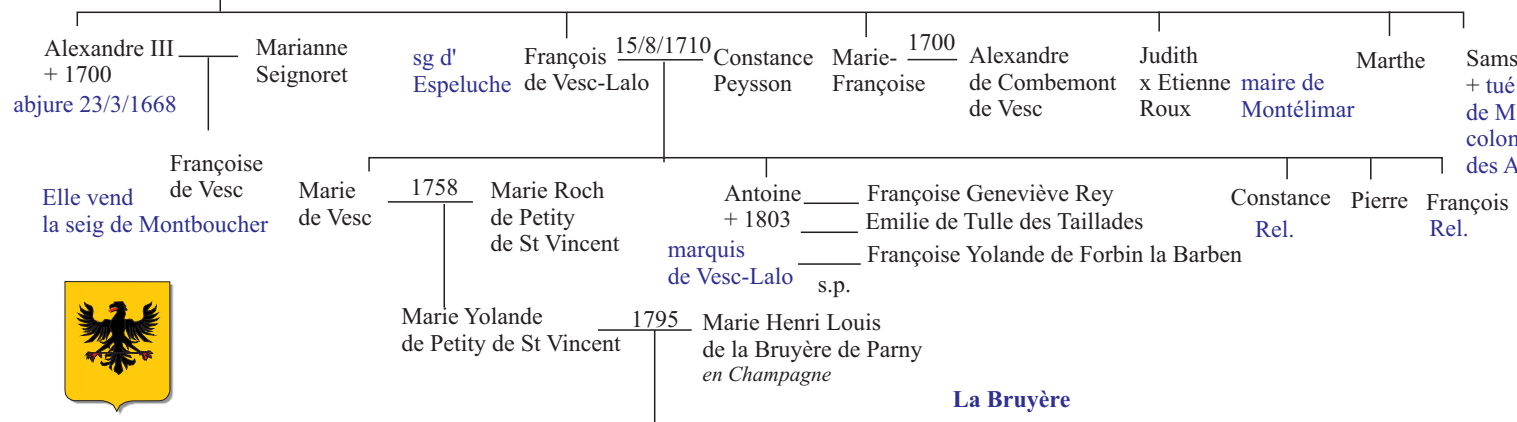 Alexandre III
+ 1700
abjure 23/3/1668
Marianne
Seignoret
sg d'
Espeluche
François
de Vesc-Lalo
15/8/1710
Constance
Peysson
Marie-
Françoise
1700
Alexandre
de Combemont
de Vesc
Judith
x Etienne
Roux
maire de
Montélimar
Marthe
Sams
+ tué
de M
colon
des A
Françoise
de Vesc
Elle vend
la seig de Montboucher
Marie
de Vesc
1758
Marie Roch
de Petity
de St Vincent
Antoine
+ 1803
marquis
de Vesc-Lalo
Françoise Geneviève Rey
Emilie de Tulle des Taillades
Françoise Yolande de Forbin la Barben
s.p.
Constance
Rel.
Pierre
François
Rel.
Marie Yolande
de Petity de St Vincent
1795
Marie Henri Louis
de la Bruyère de Parny
en Champagne
La Bruyère